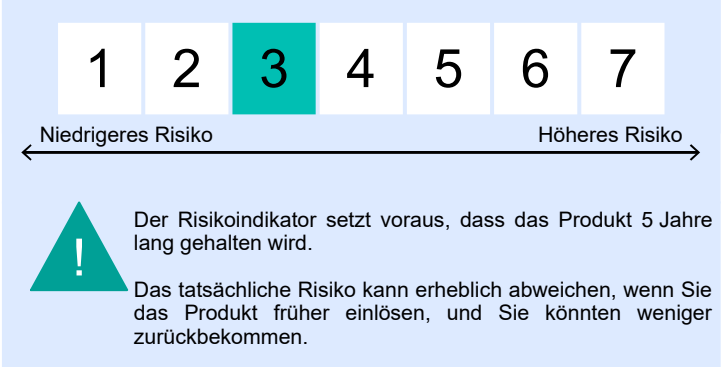 1 2 3 4 5 6 7
Niedrigeres Risiko Höheres Risiko
!
Der Risikoindikator setzt voraus, dass das Produkt 5 Jahre
lang gehalten wird.
Das tatsächliche Risiko kann erheblich abweichen, wenn Sie
das Produkt früher einlösen, und Sie könnten weniger
zurückbekommen.